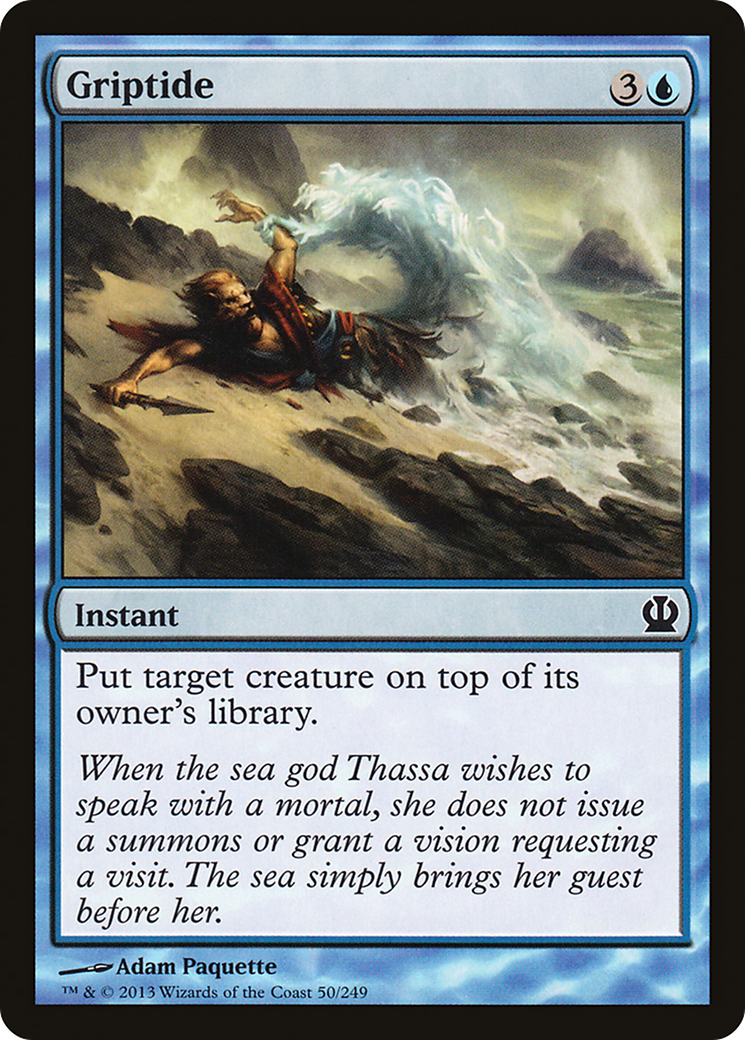 Griptide 3
Instant
Put target creature on top of its
owner's library.
When the sea god Thassa wishes to
speak with a mortal, she does not issue
a summons or grant a vision requesting
a visit. The sea simply brings her guest
before her.
Adam Paquette
™ & © 2013 Wizards of the Coast 50/249